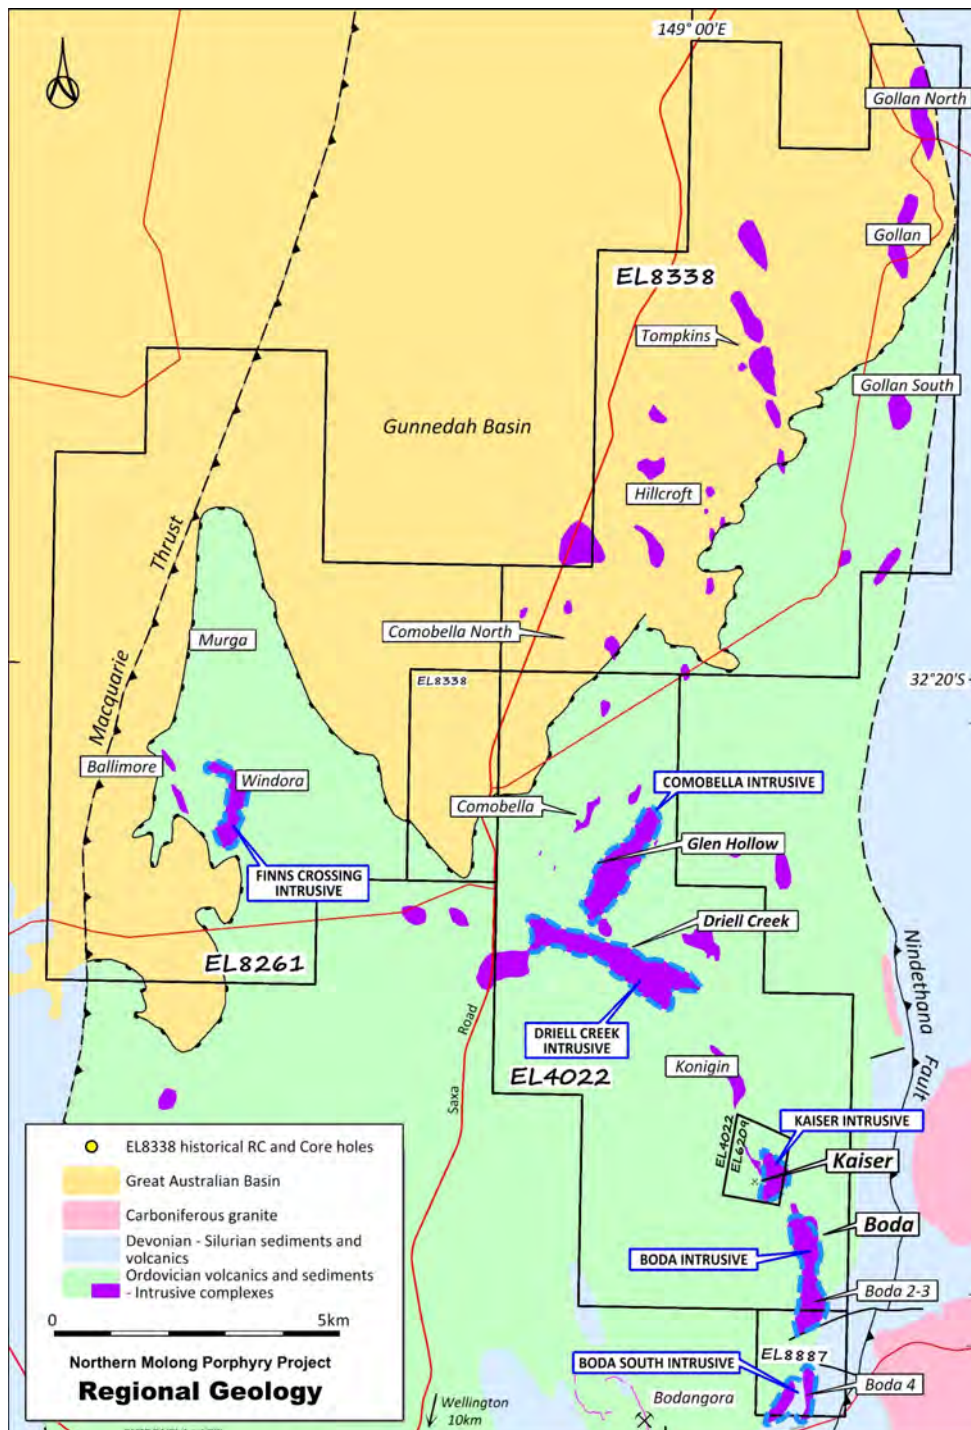 149° 00'E
Gollan North
Gollan
EL8338
Tompkins
Gollan South
Gunnedah Basin
Hillcroft
Thrust
Macquarie
Murga
Comobella North
EL8338
32°20'S
Ballimore
Windora
COMOBELLA INTRUSIVE
Comobella
Glen Hollow
FINNS CROSSING
INTRUSIVE
Driell Creek
EL8261
Nindethana
Fault
Road
Saxa
DRIELL CREEK
INTRUSIVE
EL4022
Konigin
KAISER INTRUSIVE
EL4022
EL6209
Kaiser
Boda
BODA INTRUSIVE
Boda 2-3
EL8887
BODA SOUTH INTRUSIVE
Boda 4
Bodangora
Wellington
10km
EL8338 historical RC and Core holes
Great Australian Basin
Carboniferous granite
Devonian - Silurian sediments and
volcanics
Ordovician volcanics and sediments
- Intrusive complexes
0 5km
Northern Molong Porphyry Project
Regional Geology